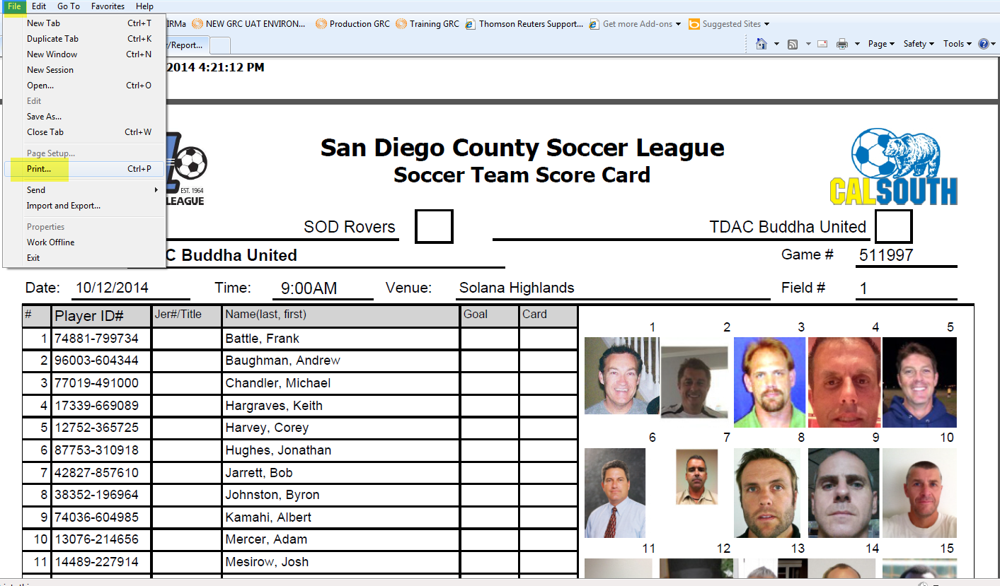 File Edit Go To Favorites Help
New Tab Ctrl+T
IRMa NEW GRC UAT ENVIRON... Production GRC Training GRC Thomson Reuters Support... Get more Add-ons Suggested Sites
Duplicate Tab Ctrl+K
/Report... Page Safety Tools
New Window Ctrl+N
New Session
2014 4:21:12 PM
Open... Ctrl+O
Edit
Save As...
Close Tab Ctrl+W
Page Setup...
Print... Ctrl+P
Send
Import and Export...
Properties
Work Offline
Exit
EST. 1964
LEAGUE
San Diego County Soccer League
Soccer Team Score Card
CALSOUTH
SOD Rovers TDAC Buddha United
C Buddha United Game # 511997
Date: 10/12/2014 Time: 9:00AM Venue: Solana Highlands Field # 1
# Player ID# Jer#/Title Name(last, first) Goal Card
1 74881-799734 Battle, Frank
2 96003-604344 Baughman, Andrew
3 77019-491000 Chandler, Michael
4 17339-669089 Hargraves, Keith
5 12752-365725 Harvey, Corey
6 87753-310918 Hughes, Jonathan
7 42827-857610 Jarrett, Bob
8 38352-196964 Johnston, Byron
9 74036-604985 Kamahi, Albert
10 13076-214656 Mercer, Adam
11 14489-227914 Mesirow, Josh
1 2 3 4 5
6 7 8 9 10
11 12 13 14 15